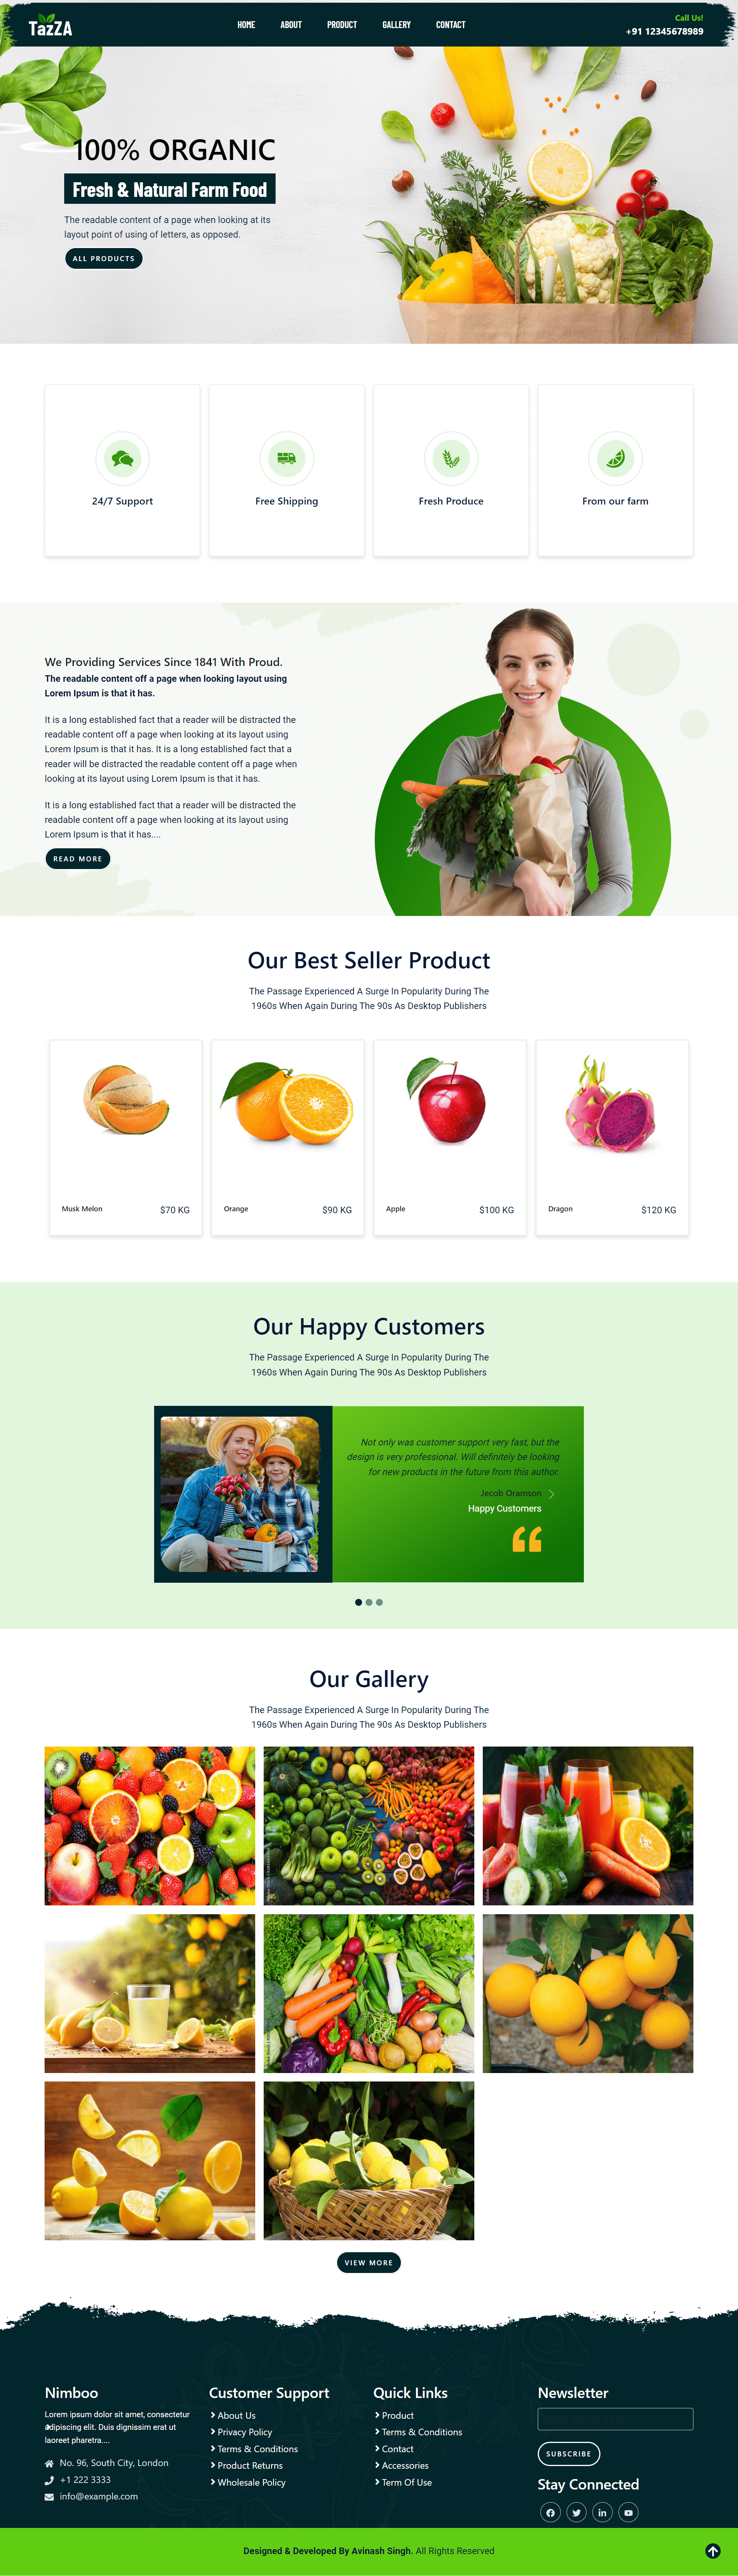 TazZA
HOME ABOUT PRODUCT GALLERY CONTACT
Call Us!
+91 12345678989
100% ORGANIC
Fresh & Natural Farm Food
The readable content of a page when looking at its
layout point of using of letters, as opposed.
ALL PRODUCTS
24/7 Support
Free Shipping
Fresh Produce
From our farm
We Providing Services Since 1841 With Proud.
The readable content off a page when looking layout using
Lorem Ipsum is that it has.
It is a long established fact that a reader will be distracted the
readable content off a page when looking at its layout using
Lorem Ipsum is that it has. It is a long established fact that a
reader will be distracted the readable content off a page when
looking at its layout using Lorem Ipsum is that it has.
It is a long established fact that a reader will be distracted the
readable content off a page when looking at its layout using
Lorem Ipsum is that it has....
READ MORE
Our Best Seller Product
The Passage Experienced A Surge In Popularity During The
1960s When Again During The 90s As Desktop Publishers
Musk Melon $70 KG
Orange $90 KG
Apple $100 KG
Dragon $120 KG
Our Happy Customers
The Passage Experienced A Surge In Popularity During The
1960s When Again During The 90s As Desktop Publishers
Not only was customer support very fast, but the
design is very professional. Will definitely be looking
for new products in the future from this author.
Jecob Oramson
Happy Customers
Our Gallery
The Passage Experienced A Surge In Popularity During The
1960s When Again During The 90s As Desktop Publishers
VIEW MORE
Nimboo
Lorem ipsum dolor sit amet, consectetur
adipiscing elit. Duis dignissim erat ut
laoreet pharetra....
No. 96, South City, London
+1 222 3333
info@example.com
Customer Support
About Us
Privacy Policy
Terms & Conditions
Product Returns
Wholesale Policy
Quick Links
Product
Terms & Conditions
Contact
Accessories
Term Of Use
Newsletter
SUBSCRIBE
Stay Connected
Designed & Developed By Avinash Singh. All Rights Reserved